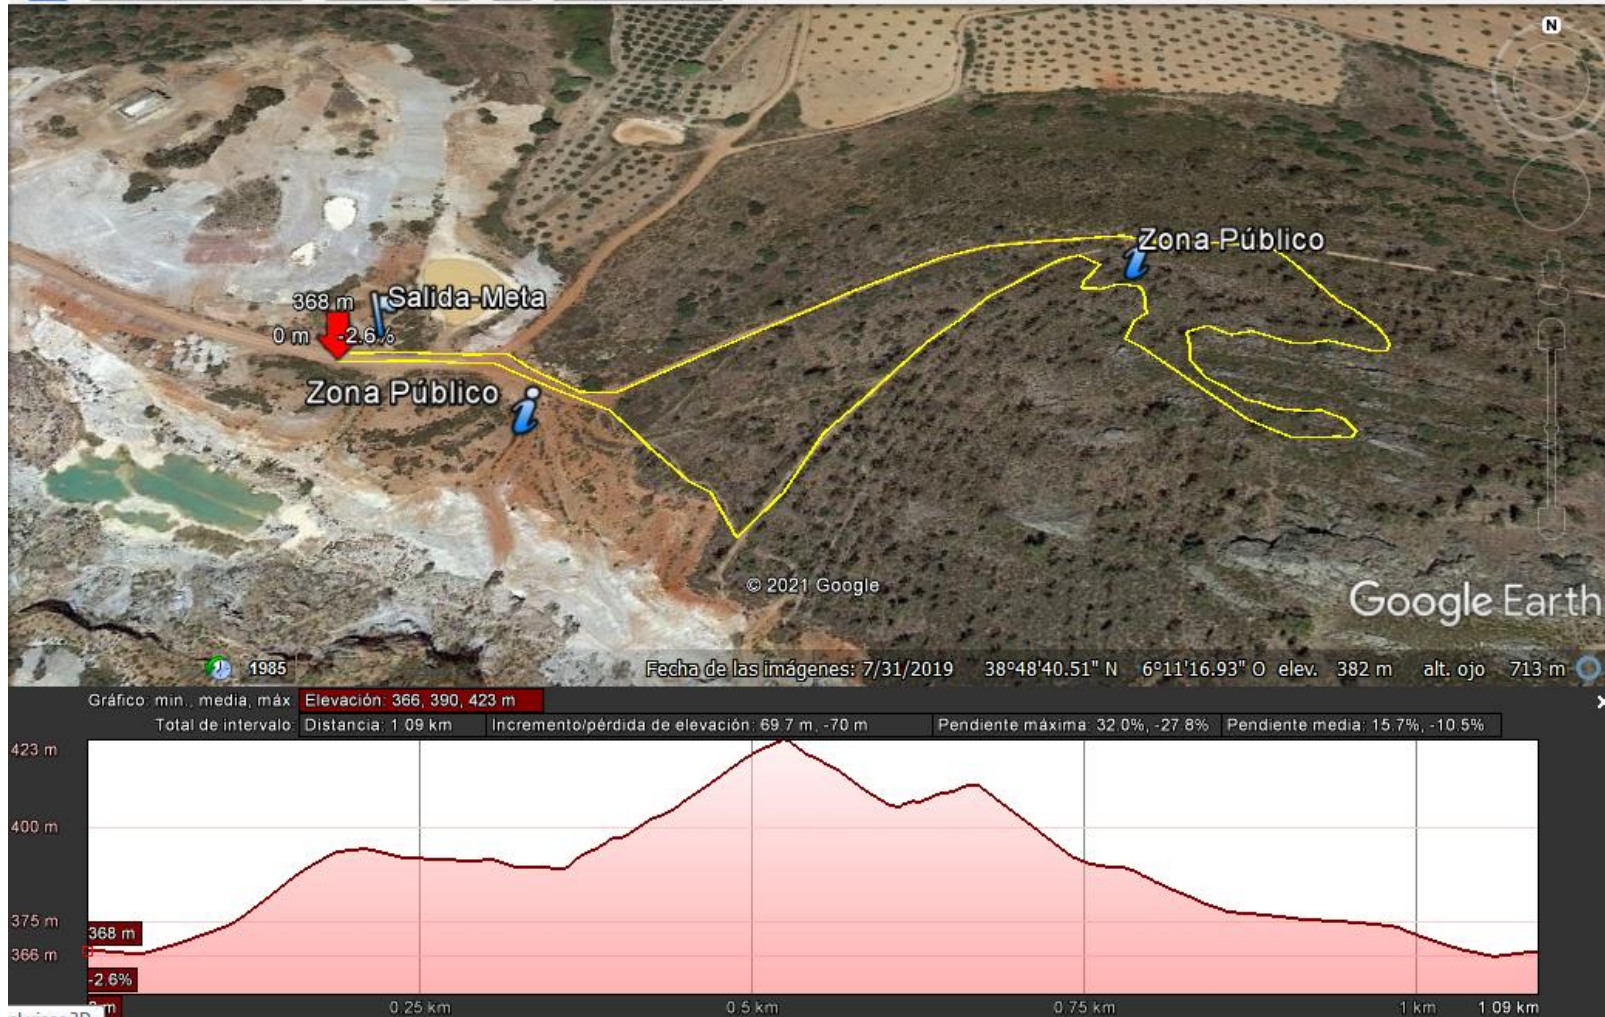 N
Zona Público
368 m
Salida-Meta
0 m -2.6%
Zona Público
© 2021 Google
Google Earth
1985
Fecha de las imágenes: 7/31/2019 38°48'40.51" N 6°11'16.93" O elev. 382 m alt. ojo 713 m
Gráfico: min., media, máx. Elevación: 366, 390, 423 m
Total de intervalo: Distancia: 1.09 km Incremento/pérdida de elevación: 69.7 m, -70 m Pendiente máxima: 32.0%, -27.8% Pendiente media: 15.7%, -10.5%
423 m
400 m
375 m
368 m
366 m
-2.6%
0.25 km 0.5 km 0.75 km 1 km 1.09 km